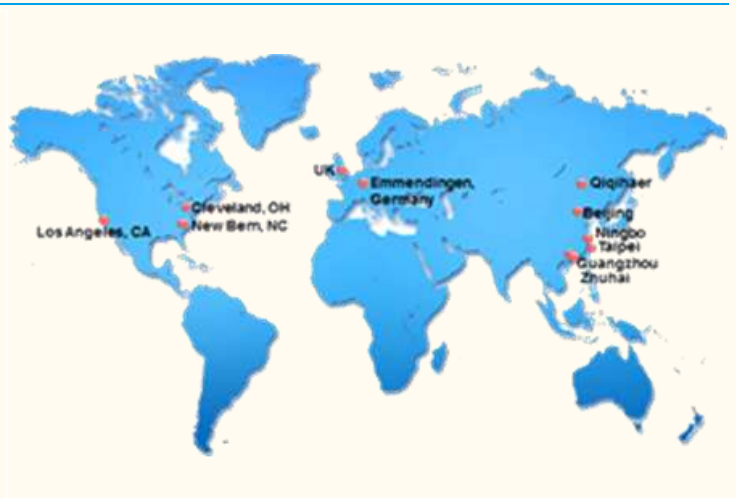 UK
Emmendingen,
Germany
Qiqihaer
Cleveland, OH
Beijing
Los Angeles, CA
New Bern, NC
Ningbo
Taipei
Guangzhou
Zhuhai